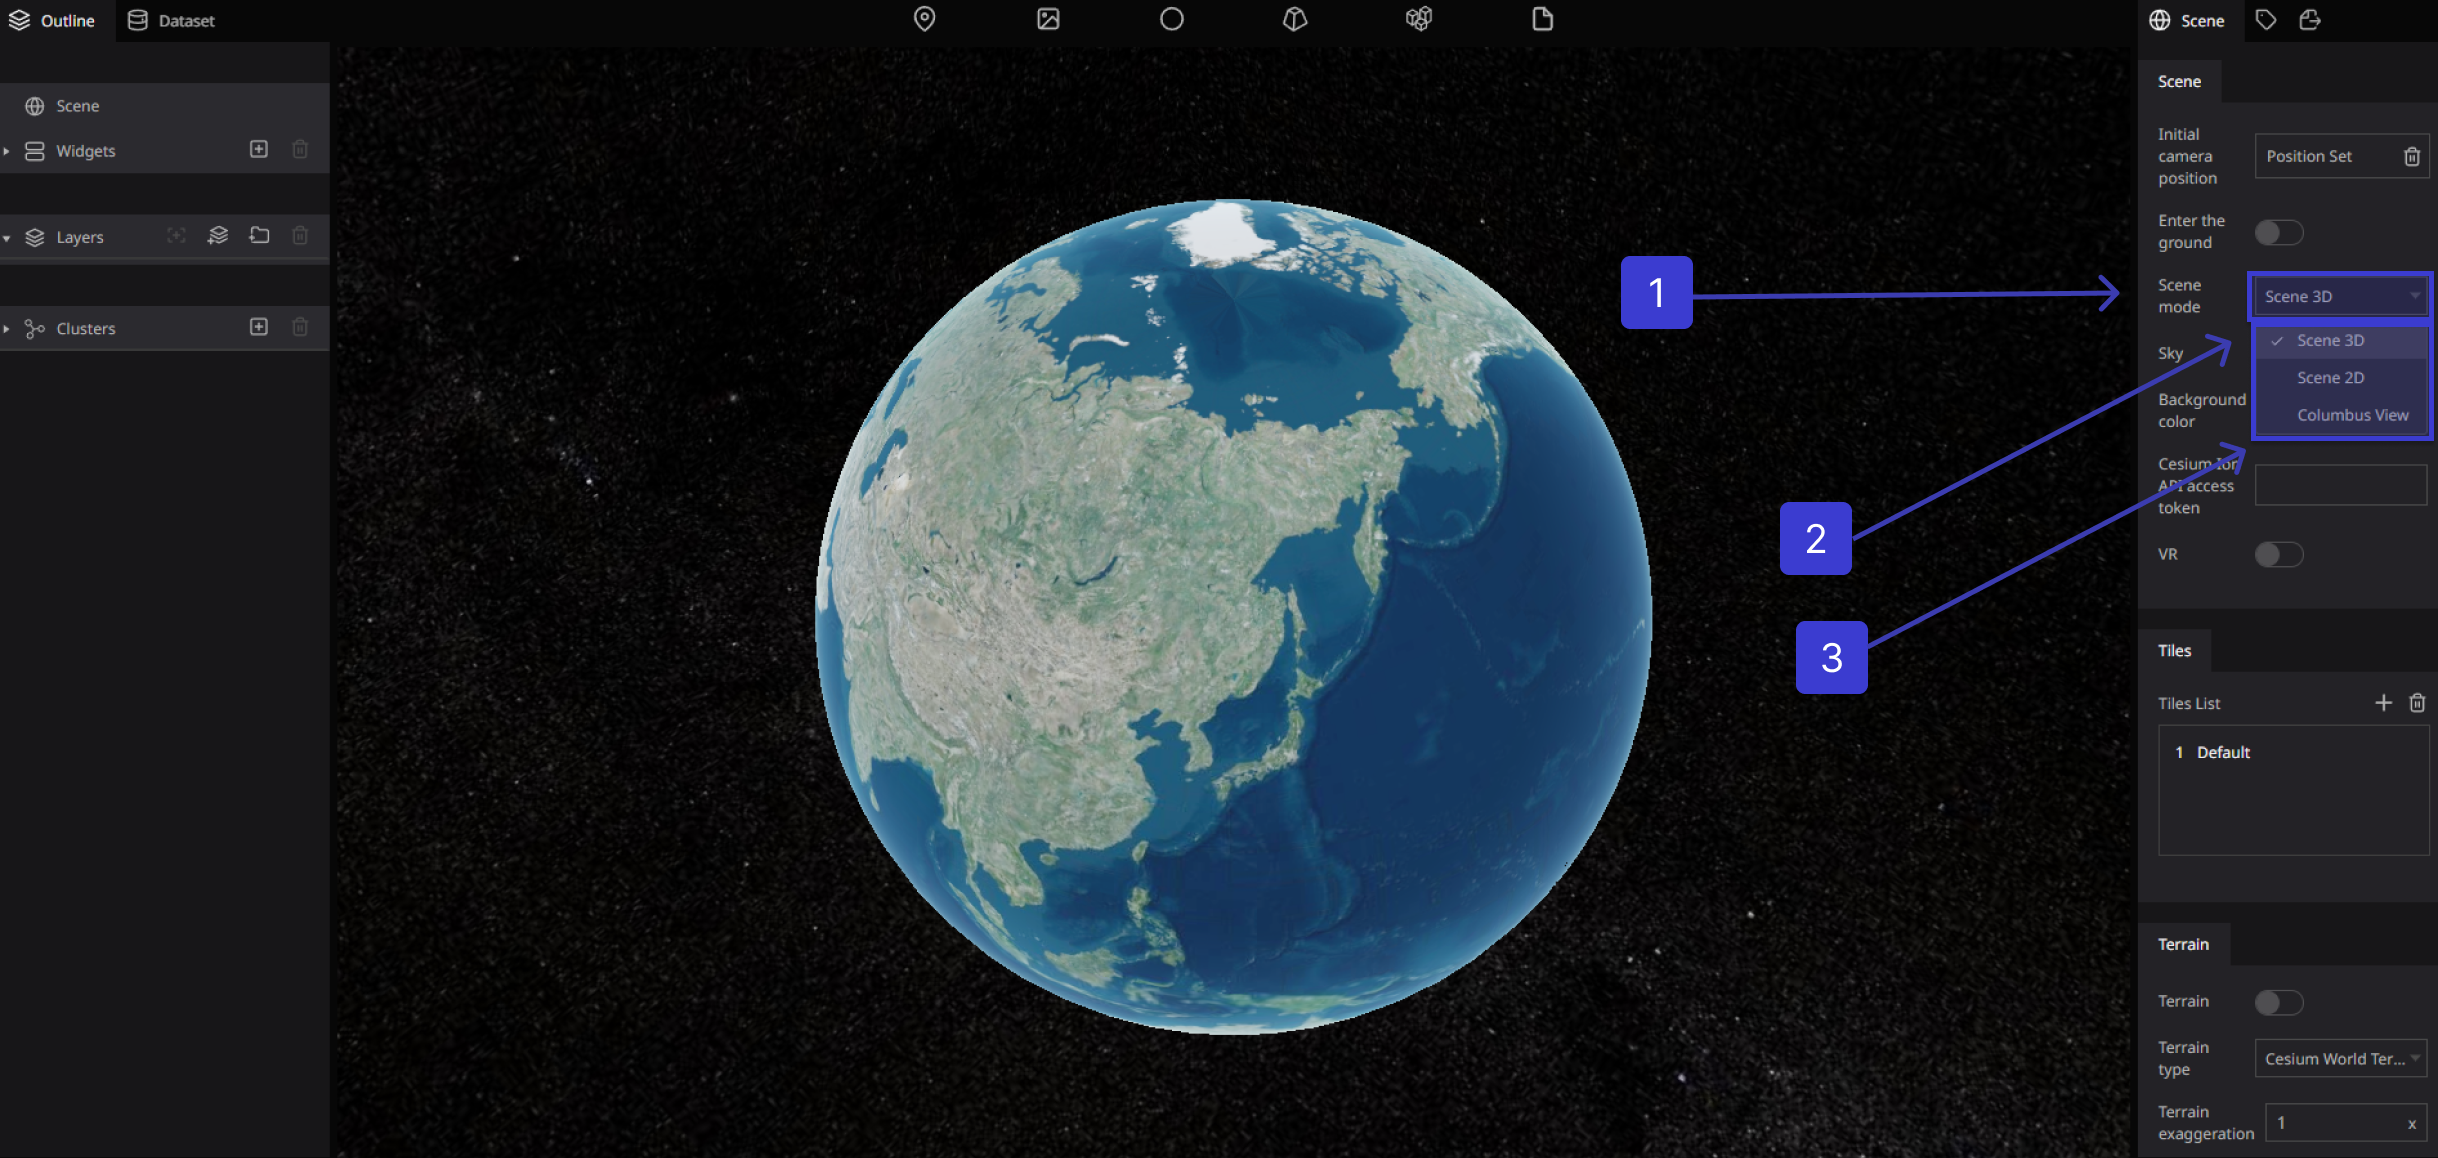 Outline
Dataset
Scene
Widgets
Layers
Clusters
1
2
3
Scene
Scene
Initial
camera
position
Position Set
Enter the
ground
Scene
mode
Scene 3D
Scene 3D
Scene 2D
Columbus View
Sky
Background
color
Cesium Ion
API access
token
VR
Tiles
Tiles List
1 Default
Terrain
Terrain
Terrain
type
Cesium World Ter...
Terrain
exaggeration
1
x